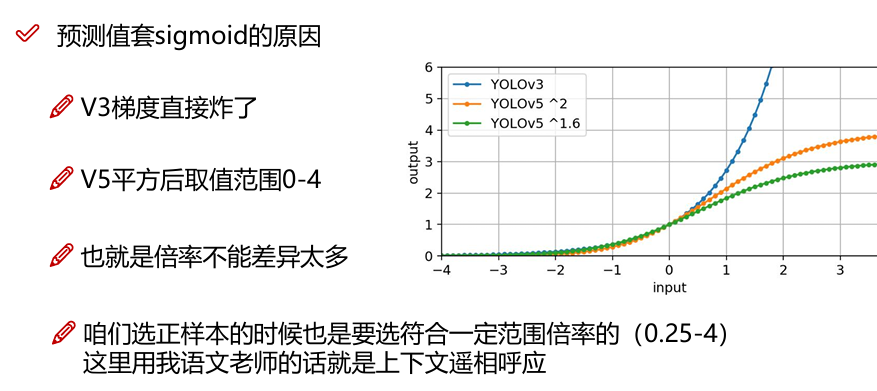 预测值套sigmoid的原因
V3梯度直接炸了
V5平方后取值范围0-4
也就是倍率不能差异太多
咱们选正样本的时候也是要选符合一定范围倍率的（0.25-4）
这里用我语文老师的话就是上下文遥相呼应
YOLOv3
YOLOv5 ^2
YOLOv5 ^1.6
output
6
5
4
3
2
1
0
−4 −3 −2 −1 0 1 2 3
input